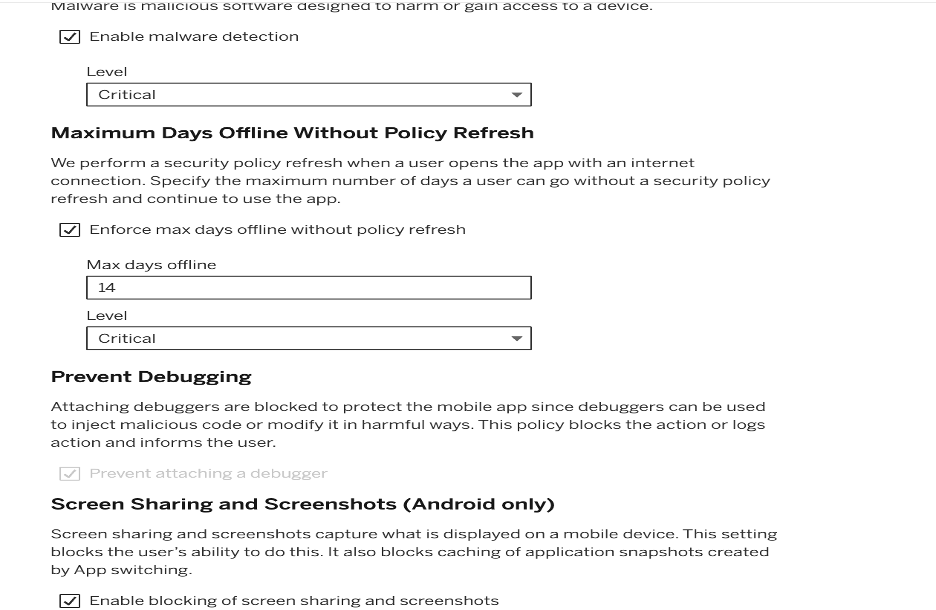 Malware is malicious software designed to harm or gain access to a device.
Enable malware detection
Level
Critical
Maximum Days Offline Without Policy Refresh
We perform a security policy refresh when a user opens the app with an internet
connection. Specify the maximum number of days a user can go without a security policy
refresh and continue to use the app.
Enforce max days offline without policy refresh
Max days offline
14
Level
Critical
Prevent Debugging
Attaching debuggers are blocked to protect the mobile app since debuggers can be used
to inject malicious code or modify it in harmful ways. This policy blocks the action or logs
action and informs the user.
Prevent attaching a debugger
Screen Sharing and Screenshots (Android only)
Screen sharing and screenshots capture what is displayed on a mobile device. This setting
blocks the user's ability to do this. It also blocks caching of application snapshots created
by App switching.
Enable blocking of screen sharing and screenshots